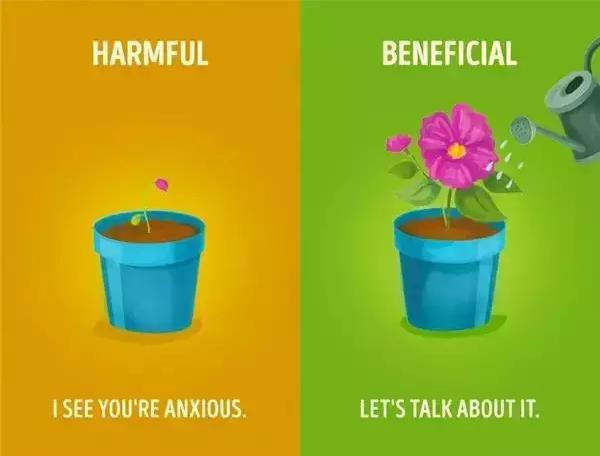 HARMFUL
BENEFICIAL
I SEE YOU'RE ANXIOUS.
LET'S TALK ABOUT IT.